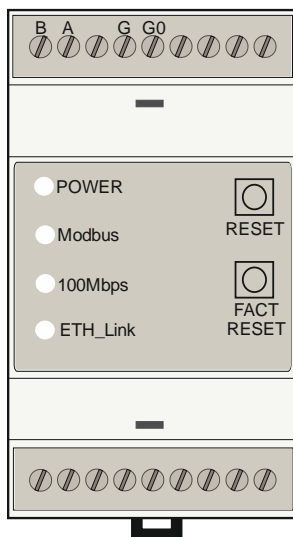 B A G G0
POWER
RESET
Modbus
100Mbps
FACT
RESET
ETH_Link